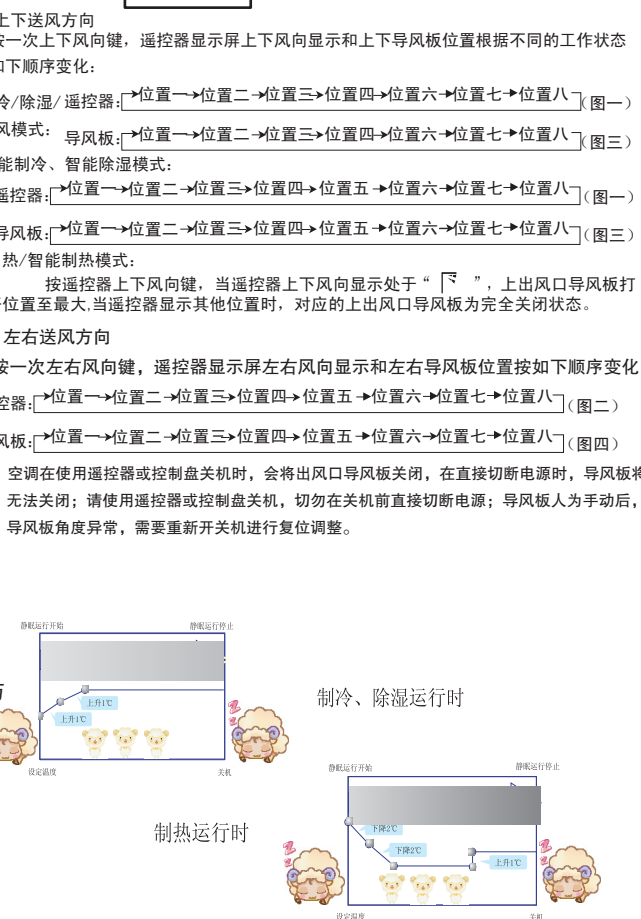 上下送风方向
按一次上下风向键，遥控器显示屏上下风向显示和上下导风板位置根据不同的工作状态
如下顺序变化：
冷/除湿/ 遥控器：位置一→位置二→位置三→位置四→位置六→位置七→位置八（图一）
风模式： 导风板：位置一→位置二→位置三→位置四→位置六→位置七→位置八（图三）
能制冷、智能除湿模式：
遥控器：位置一→位置二→位置三→位置四→位置五→位置六→位置七→位置八（图一）
导风板：位置一→位置二→位置三→位置四→位置五→位置六→位置七→位置八（图三）
热/智能制热模式：
按遥控器上下风向键，当遥控器上下风向显示处于“ ”，上出风口导风板打
位置至最大,当遥控器显示其他位置时，对应的上出风口导风板为完全关闭状态。
左右送风方向
按一次左右风向键，遥控器显示屏左右风向显示和左右导风板位置按如下顺序变化
控器：位置一→位置二→位置三→位置四→位置五→位置六→位置七→位置八（图二）
风板：位置一→位置二→位置三→位置四→位置五→位置六→位置七→位置八（图四）
空调在使用遥控器或控制盘关机时，会将出风口导风板关闭，在直接切断电源时，导风板将
无法关闭；请使用遥控器或控制盘关机，切勿在关机前直接切断电源；导风板人为手动后，
导风板角度异常，需要重新开关机进行复位调整。
静眠运行开始 静眠运行停止
上升1℃
上升1℃
设定温度 关机
制冷、除湿运行时
静眠运行开始 静眠运行停止
下降2℃
下降2℃
上升1℃
制热运行时
设定温度 关机